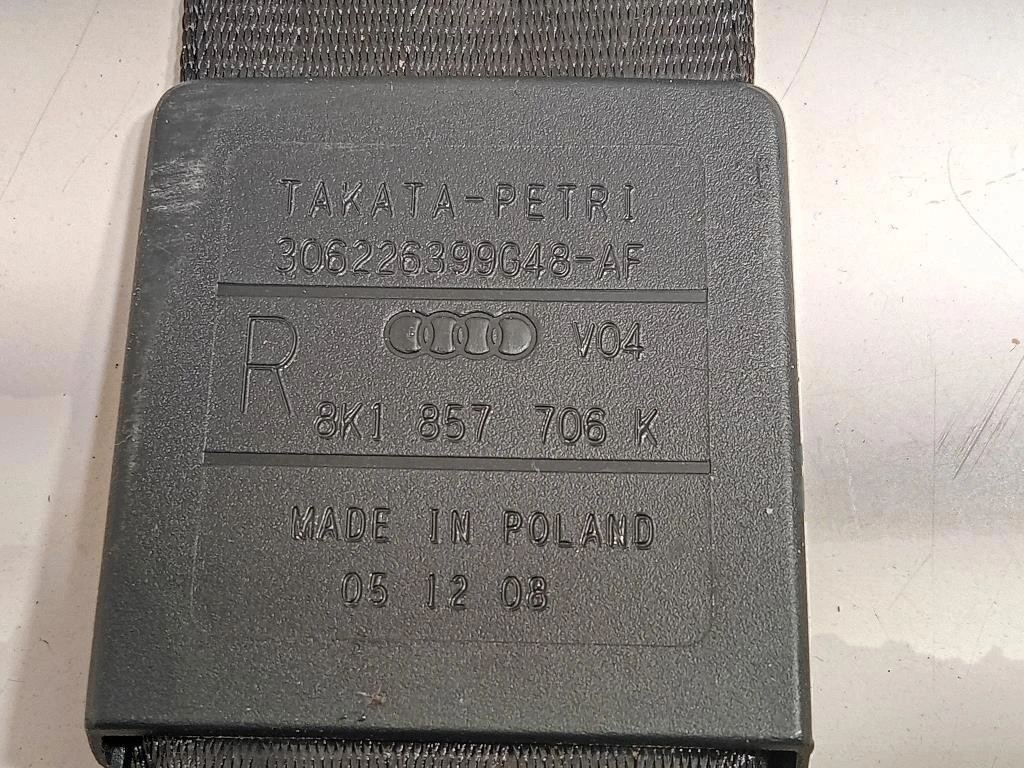 TAKATA-PETRI
306226399G48-AF
R V04
8K1 857 706 K
MADE IN POLAND
05 12 08